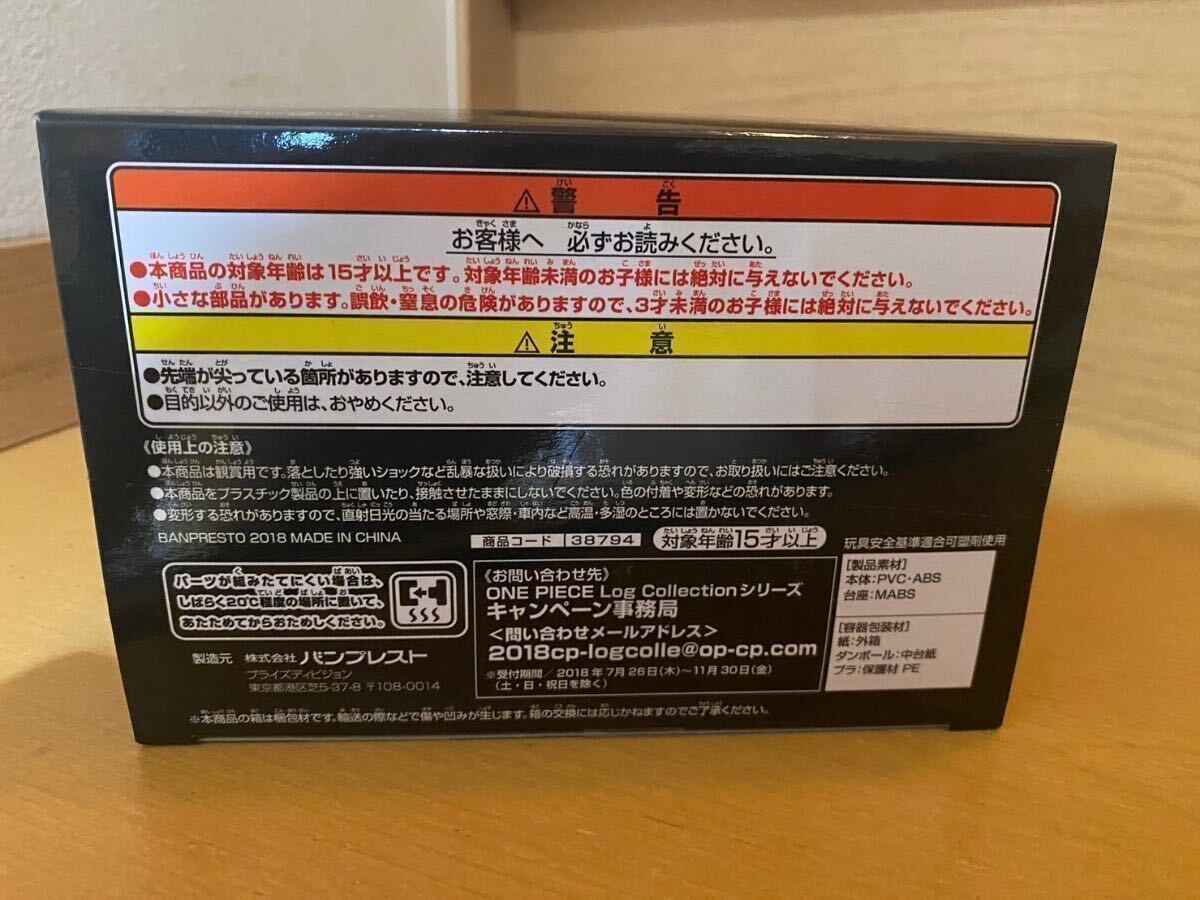 ⚠警告
お客様へ 必ずお読みください。
●本商品の対象年齢は15才以上です。対象年齢未満のお子様には絶対に与えないでください。
●小さな部品があります。誤飲・窒息の危険がありますので、3才未満のお子様には絶対に与えないでください。
⚠注意
●先端が尖っている箇所がありますので、注意してください。
●目的以外のご使用は、おやめください。
《使用上の注意》
●本商品は観賞用です。落としたり強いショックなど乱暴な扱いにより破損する恐れがありますので、お取り扱いにはご注意ください。
●本商品をプラスチック製品の上に置いたり、接触させたままにしないでください。色の付着や変形などの恐れがあります。
●変形する恐れがありますので、直射日光の当たる場所や窓際・車内など高温・多湿のところには置かないでください。
BANPRESTO 2018 MADE IN CHINA
商品コード 38794
対象年齢15才以上
玩具安全基準適合可塑剤使用
パーツが組みたてにくい場合は、
しばらく20℃程度の場所に置いて、
あたためてからおためしください。
製造元 株式会社 バンプレスト
プライズディビジョン
東京都港区芝5-37-8 〒108-0014
《お問い合わせ先》
ONE PIECE Log Collectionシリーズ
キャンペーン事務局
<問い合わせメールアドレス>
2018cp-logcolle@op-cp.com
※受付期間/2018年7月26日(木)~11月30日(金)
(土・日・祝日を除く)
[製品素材]
本体:PVC・ABS
台座:MABS
[容器包装材]
紙:外箱
ダンボール:中台紙
プラ:保護材 PE
※本商品の箱は梱包材です。輸送の際などで傷や凹みが生じます。箱の交換には応じかねますのでご了承ください。